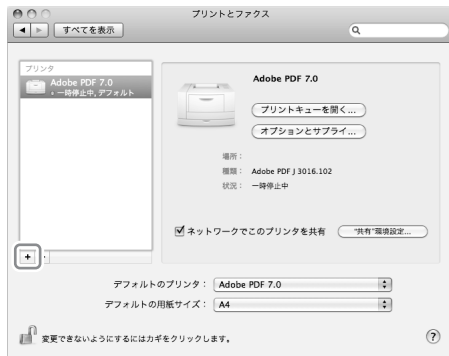 プリントとファクス
すべてを表示
プリンタ
Adobe PDF 7.0
・一時停止中, デフォルト
Adobe PDF 7.0
プリントキューを開く...
オプションとサプライ...
場所：
種類： Adobe PDF J 3016.102
状況： 一時停止中
ネットワークでこのプリンタを共有
"共有"環境設定...
+
デフォルトのプリンタ： Adobe PDF 7.0
デフォルトの用紙サイズ： A4
変更できないようにするにはカギをクリックします。
?